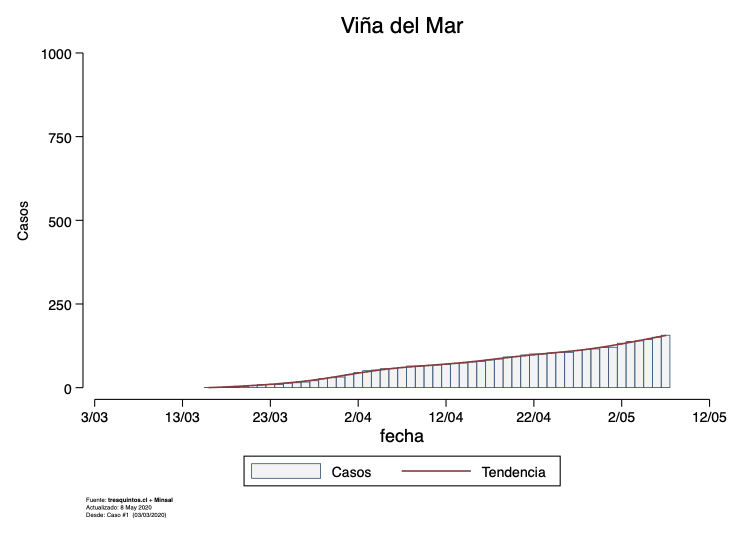 Viña del Mar
1000
750
500
250
0
Casos
3/03 13/03 23/03 2/04 12/04 22/04 2/05 12/05
fecha
Casos Tendencia
Fuente: tresquintos.cl + Minsal
Actualizado: 8 May 2020
Desde: Caso #1 (03/03/2020)